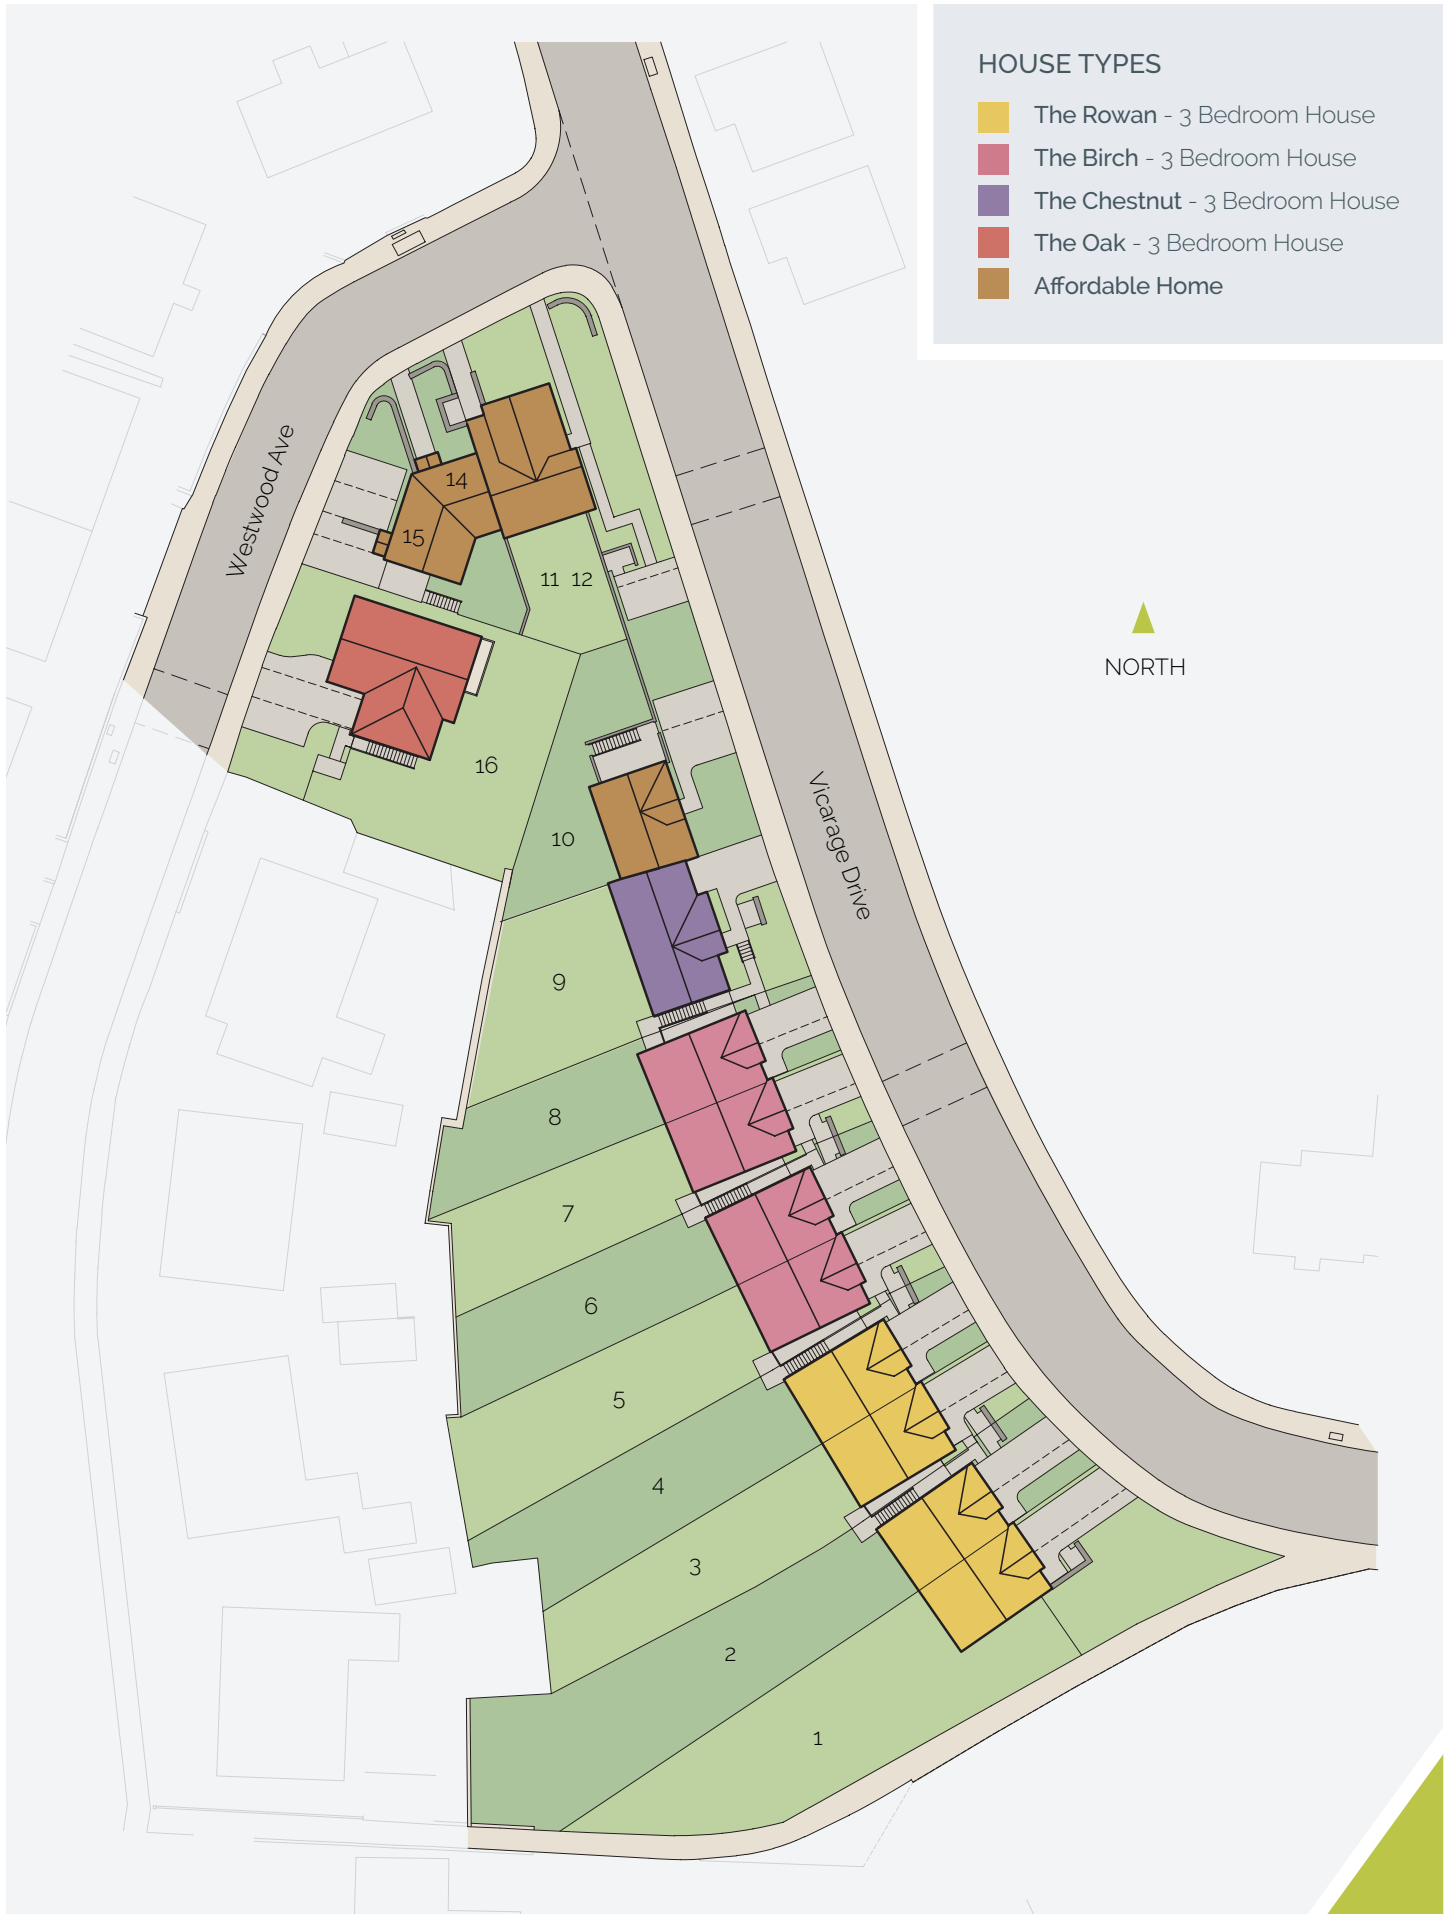 HOUSE TYPES
The Rowan - 3 Bedroom House
The Birch - 3 Bedroom House
The Chestnut - 3 Bedroom House
The Oak - 3 Bedroom House
Affordable Home
Westwood Ave
14
15
11 12
16
NORTH
10
Vicarage Drive
9
8
7
6
5
4
3
2
1